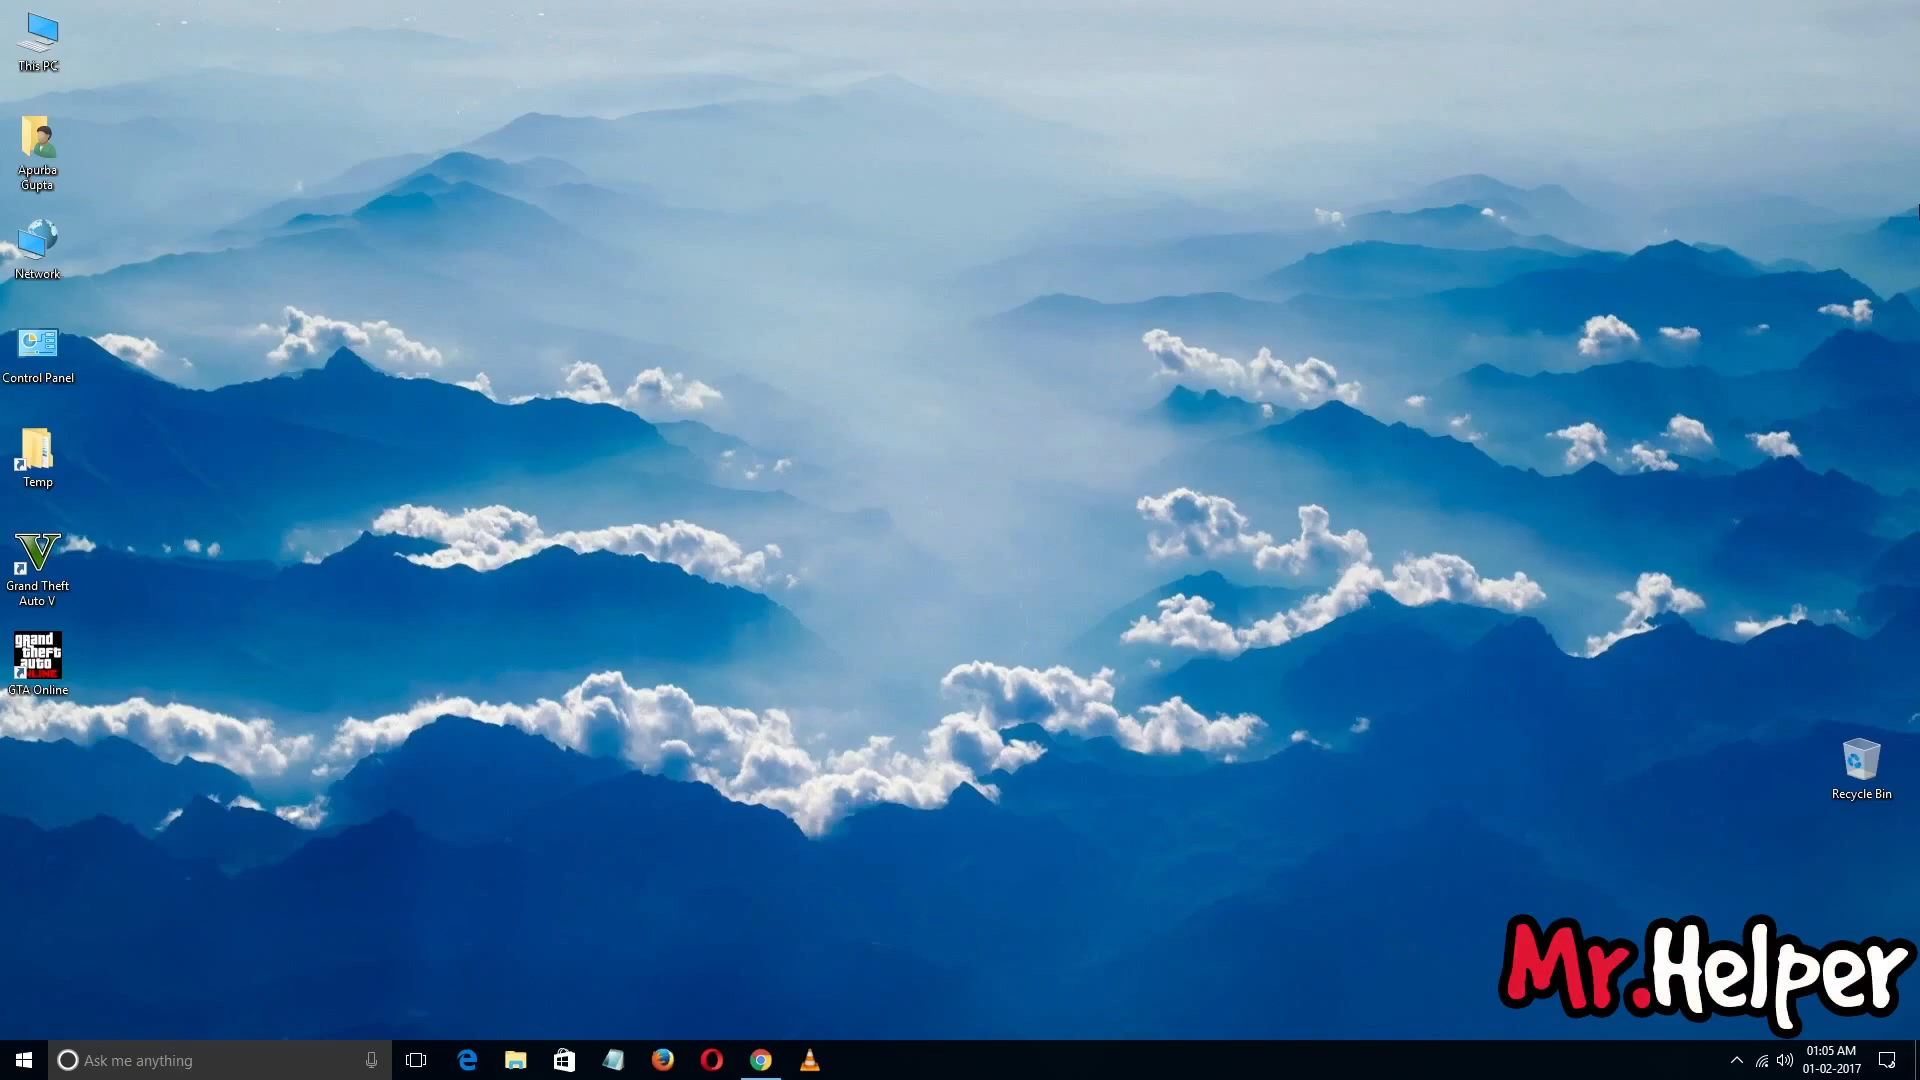 This PC
Apurba
Gupta
Network
Control Panel
Temp
Grand Theft
Auto V
grand
theft
auto
ONLINE
GTA Online
Recycle Bin
Mr.Helper
Ask me anything
01:05 AM
01-02-2017